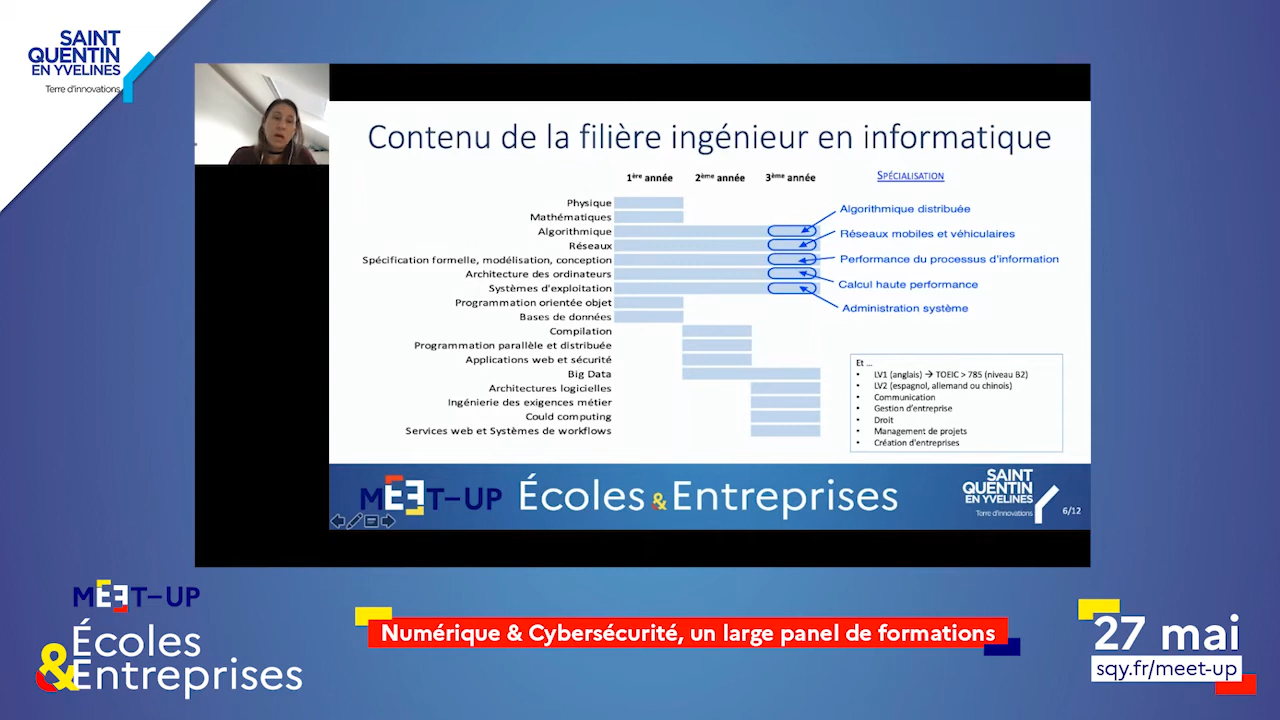 SAINT
QUENTIN
EN YVELINES
Terre d'innovations
Contenu de la filière ingénieur en informatique
1ère année 2ème année 3ème année SPÉCIALISATION
Physique
Mathématiques
Algorithmique
Réseaux
Spécification formelle, modélisation, conception
Architecture des ordinateurs
Systèmes d'exploitation
Programmation orientée objet
Bases de données
Compilation
Programmation parallèle et distribuée
Applications web et sécurité
Big Data
Architectures logicielles
Ingénierie des exigences métier
Could computing
Services web et Systèmes de workflows
Algorithmique distribuée
Réseaux mobiles et véhiculaires
Performance du processus d'information
Calcul haute performance
Administration système
Et ...
• LV1 (anglais) → TOEIC > 785 (niveau B2)
• LV2 (espagnol, allemand ou chinois)
• Communication
• Gestion d'entreprise
• Droit
• Management de projets
• Création d'entreprises
MEET-UP Écoles & Entreprises
SAINT
QUENTIN
EN YVELINES
Terre d'innovations
6/12
MEET-UP
Écoles
&Entreprises
Numérique & Cybersécurité, un large panel de formations
27 mai
sqy.fr/meet-up